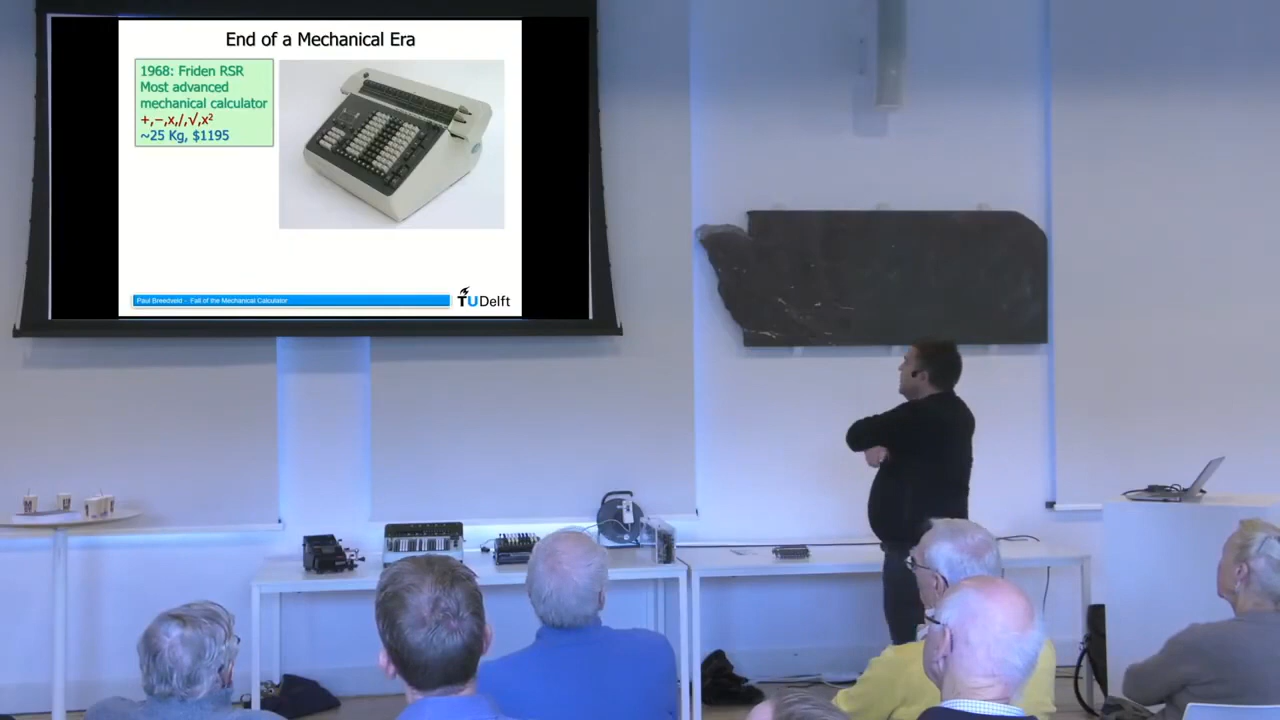 End of a Mechanical Era
1968: Friden RSR
Most advanced
mechanical calculator
+,−,x,/,√,x²
~25 Kg, $1195
Paul Breedveld - Fall of the Mechanical Calculator
TUDelft